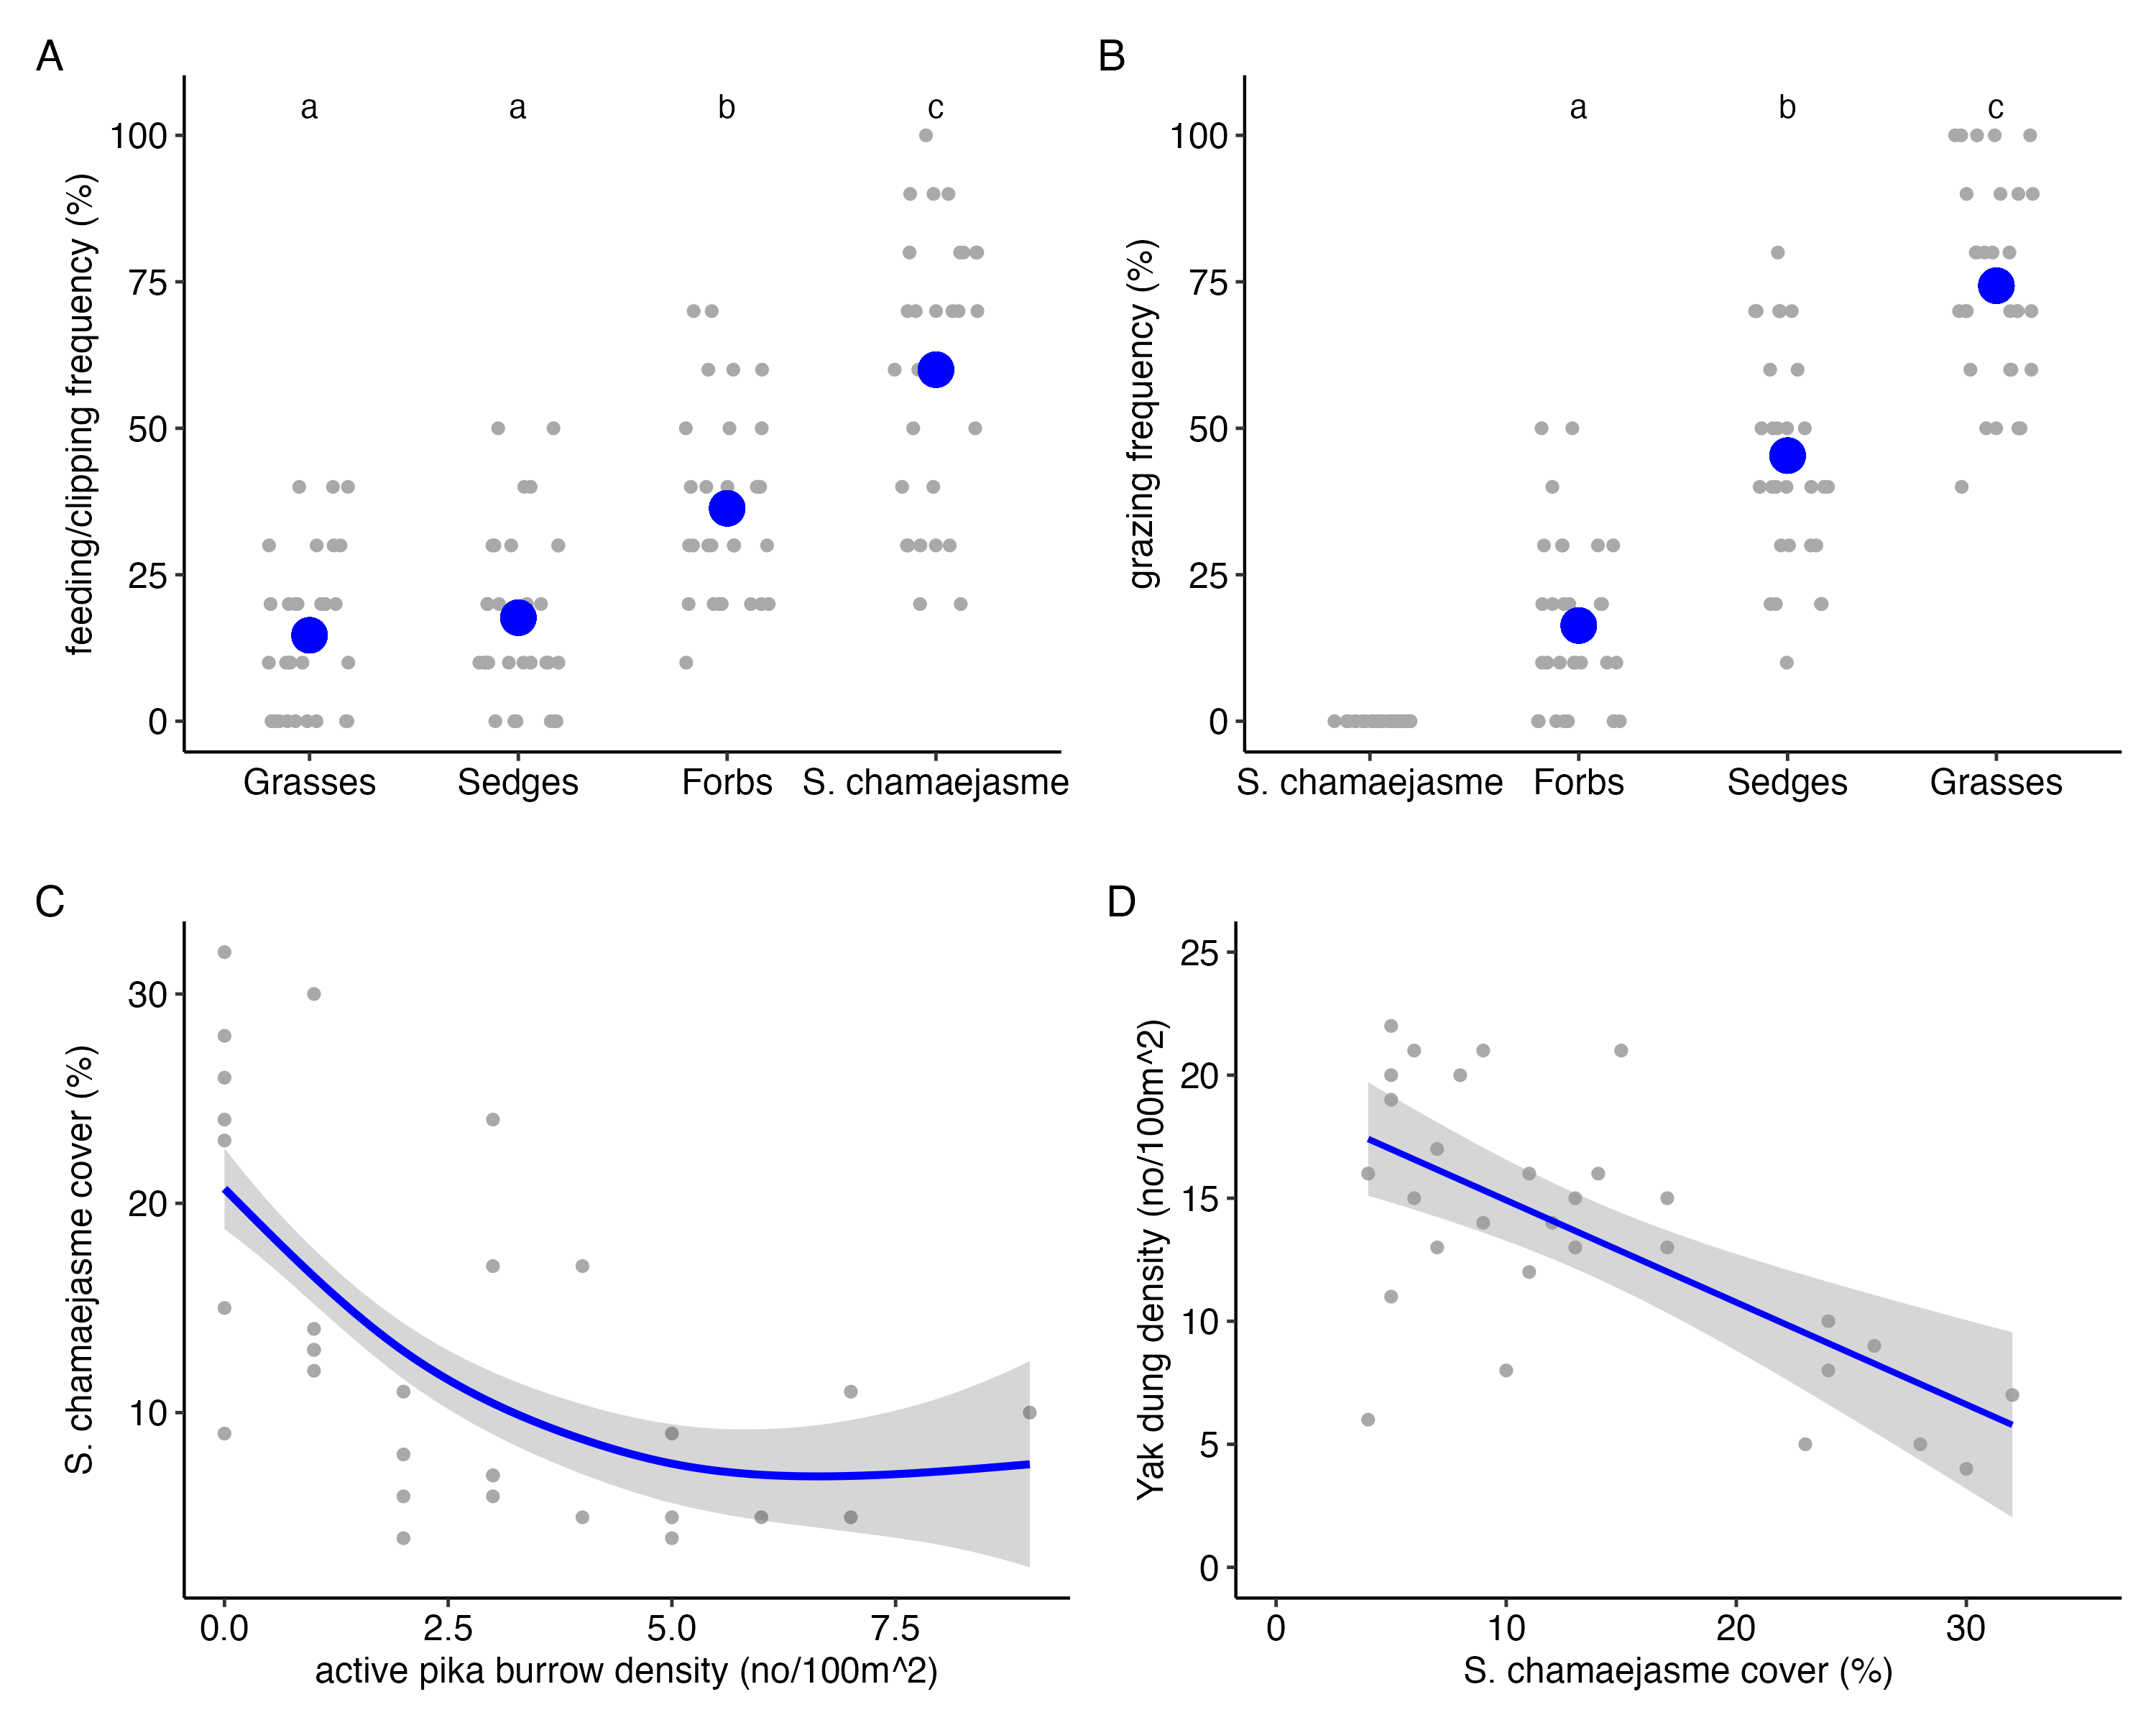 A
a a b c
feeding/clipping frequency (%)
100
75
50
25
0
Grasses Sedges Forbs S. chamaejasme
B
a b c
grazing frequency (%)
100
75
50
25
0
S. chamaejasme Forbs Sedges Grasses
C
S. chamaejasme cover (%)
30
20
10
0.0 2.5 5.0 7.5
active pika burrow density (no/100m^2)
D
Yak dung density (no/100m^2)
25
20
15
10
5
0
0 10 20 30
S. chamaejasme cover (%)